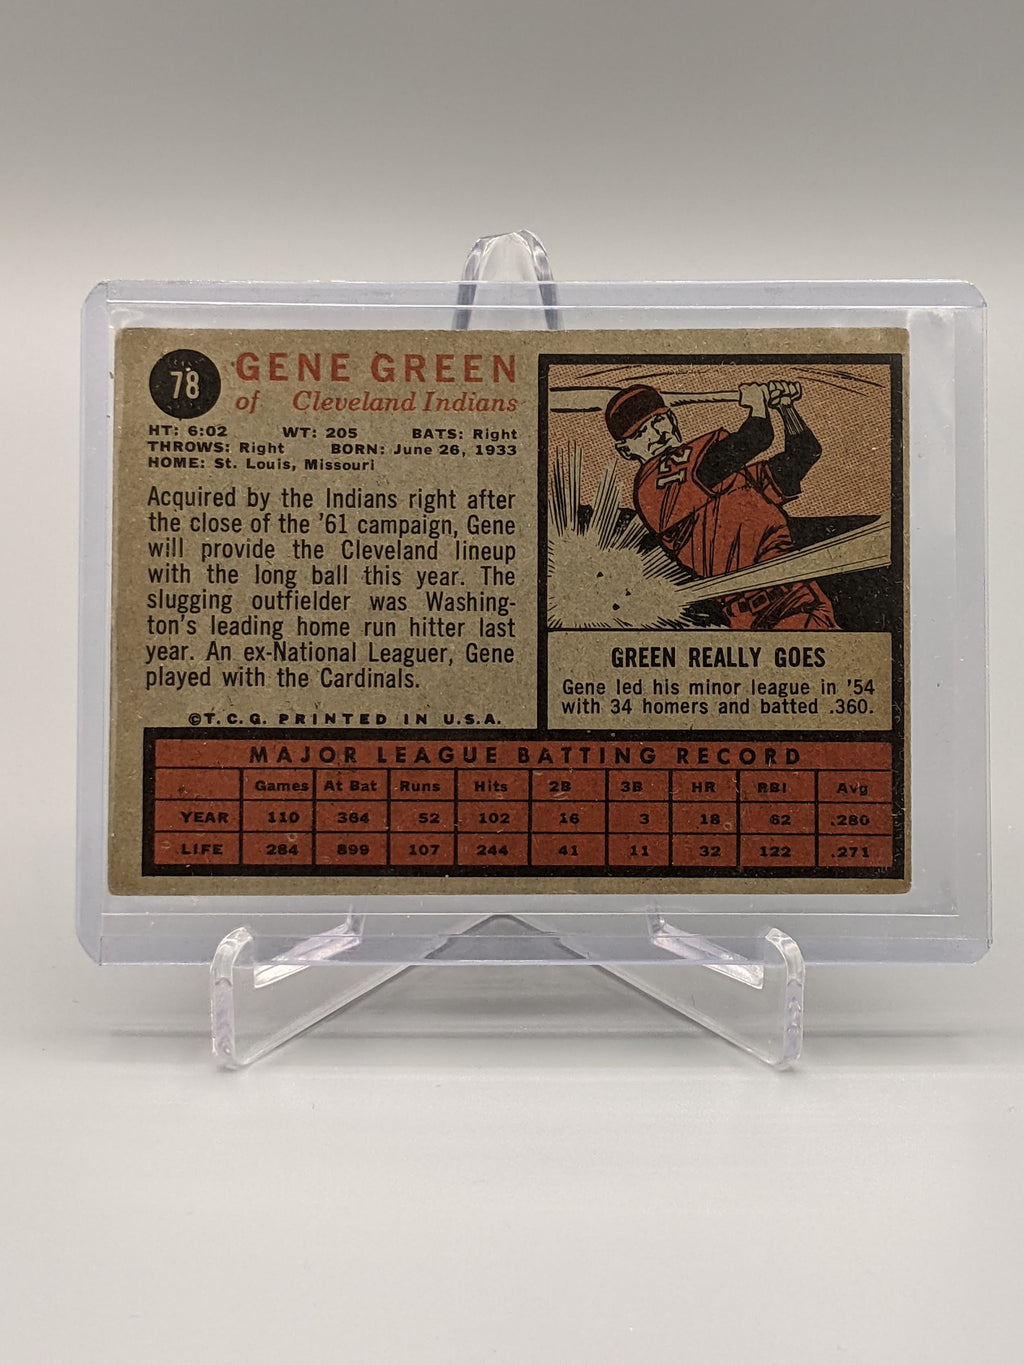 78
GENE GREEN
of Cleveland Indians
HT: 6:02 WT: 205 BATS: Right
THROWS: Right BORN: June 26, 1933
HOME: St. Louis, Missouri
Acquired by the Indians right after
the close of the '61 campaign, Gene
will provide the Cleveland lineup
with the long ball this year. The
slugging outfielder was Washing-
ton's leading home run hitter last
year. An ex-National Leaguer, Gene
played with the Cardinals.
©T.C.G. PRINTED IN U.S.A.
GREEN REALLY GOES
Gene led his minor league in '54
with 34 homers and batted .360.
MAJOR LEAGUE BATTING RECORD
Games At Bat Runs Hits 2B 3B HR RBI Avg
YEAR 110 364 52 102 16 3 18 62 .280
LIFE 284 899 107 244 41 11 32 122 .271